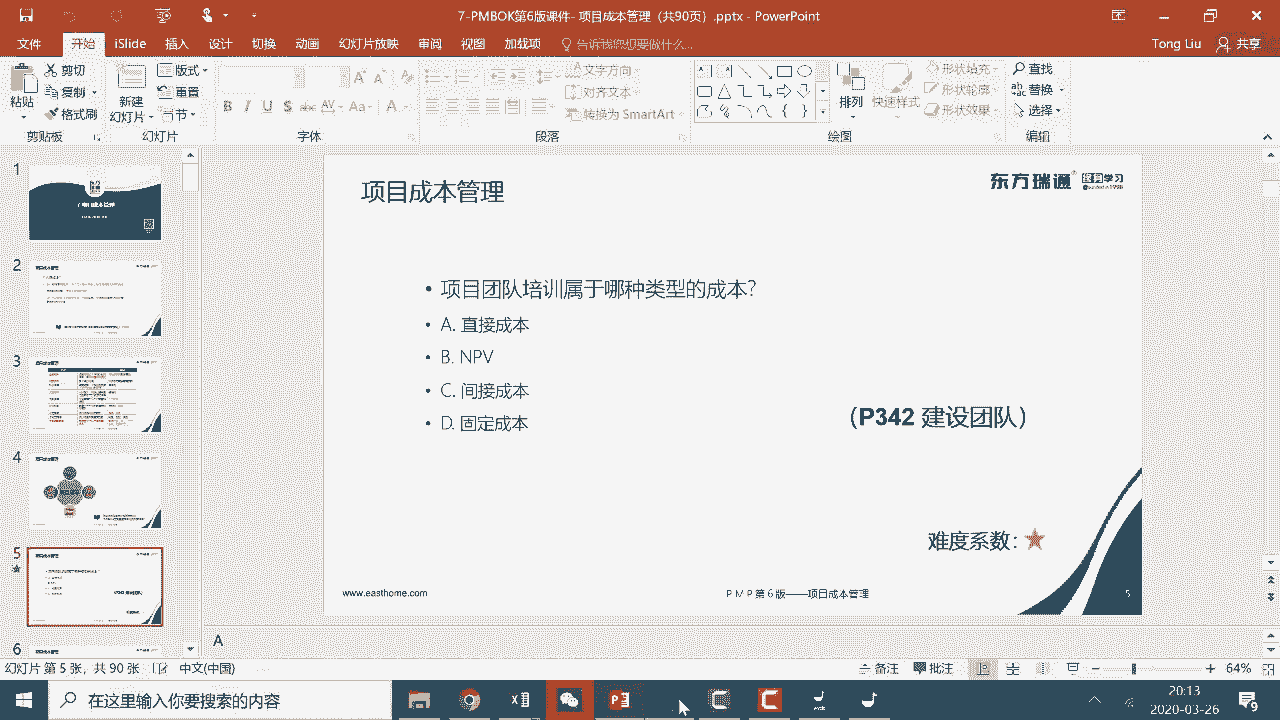 7-PMBOK第6版课件- 项目成本管理（共90页）.pptx - PowerPoint
文件 开始 iSlide 插入 设计 切换 动画 幻灯片放映 审阅 视图 加载项 告诉我您想要做什么... Tong Liu 共享
粘贴 剪切 复制 格式刷 剪贴板
新建 幻灯片 版式 重置 节 幻灯片
B I U S abc AV Aa A 字体
文字方向 对齐文本 转换为 SmartArt 段落
排列 快速样式 形状填充 形状轮廓 形状效果 绘图
查找 替换 选择 编辑
1
2
3
4
5
6
项目成本管理
东方瑞通 终身学习
• 项目团队培训属于哪种类型的成本？
• A. 直接成本
• B. NPV
• C. 间接成本
• D. 固定成本
（P342 建设团队）
难度系数：
www.easthome.com
P M P 第 6 版——项目成本管理
5
A
幻灯片 第 5 张，共 90 张 中文(中国) 备注 批注 64%
在这里输入你要搜索的内容
20:13
2020-03-26
9